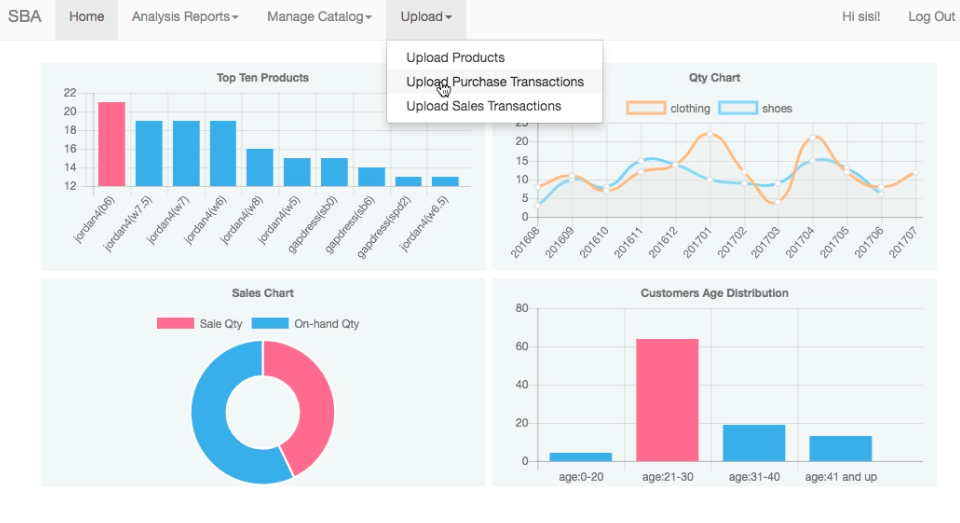 SBA Home Analysis Reports Manage Catalog Upload Hi sisi! Log Out
Upload Products
Upload Purchase Transactions
Upload Sales Transactions
Top Ten Products
22
20
18
16
14
12
jordan4(b6) jordan4(w7.5) jordan4(w7) jordan4(w6) jordan4(w8) jordan4(w5) gapdress(sb0) gapdress(sb6) gapdress(spd2) jordan4(w6.5)
Qty Chart
clothing shoes
25
20
15
10
5
0
201608 201609 201610 201611 201612 201701 201702 201703 201704 201705 201706 201707
Sales Chart
Sale Qty On-hand Qty
Customers Age Distribution
80
60
40
20
0
age:0-20 age:21-30 age:31-40 age:41 and up